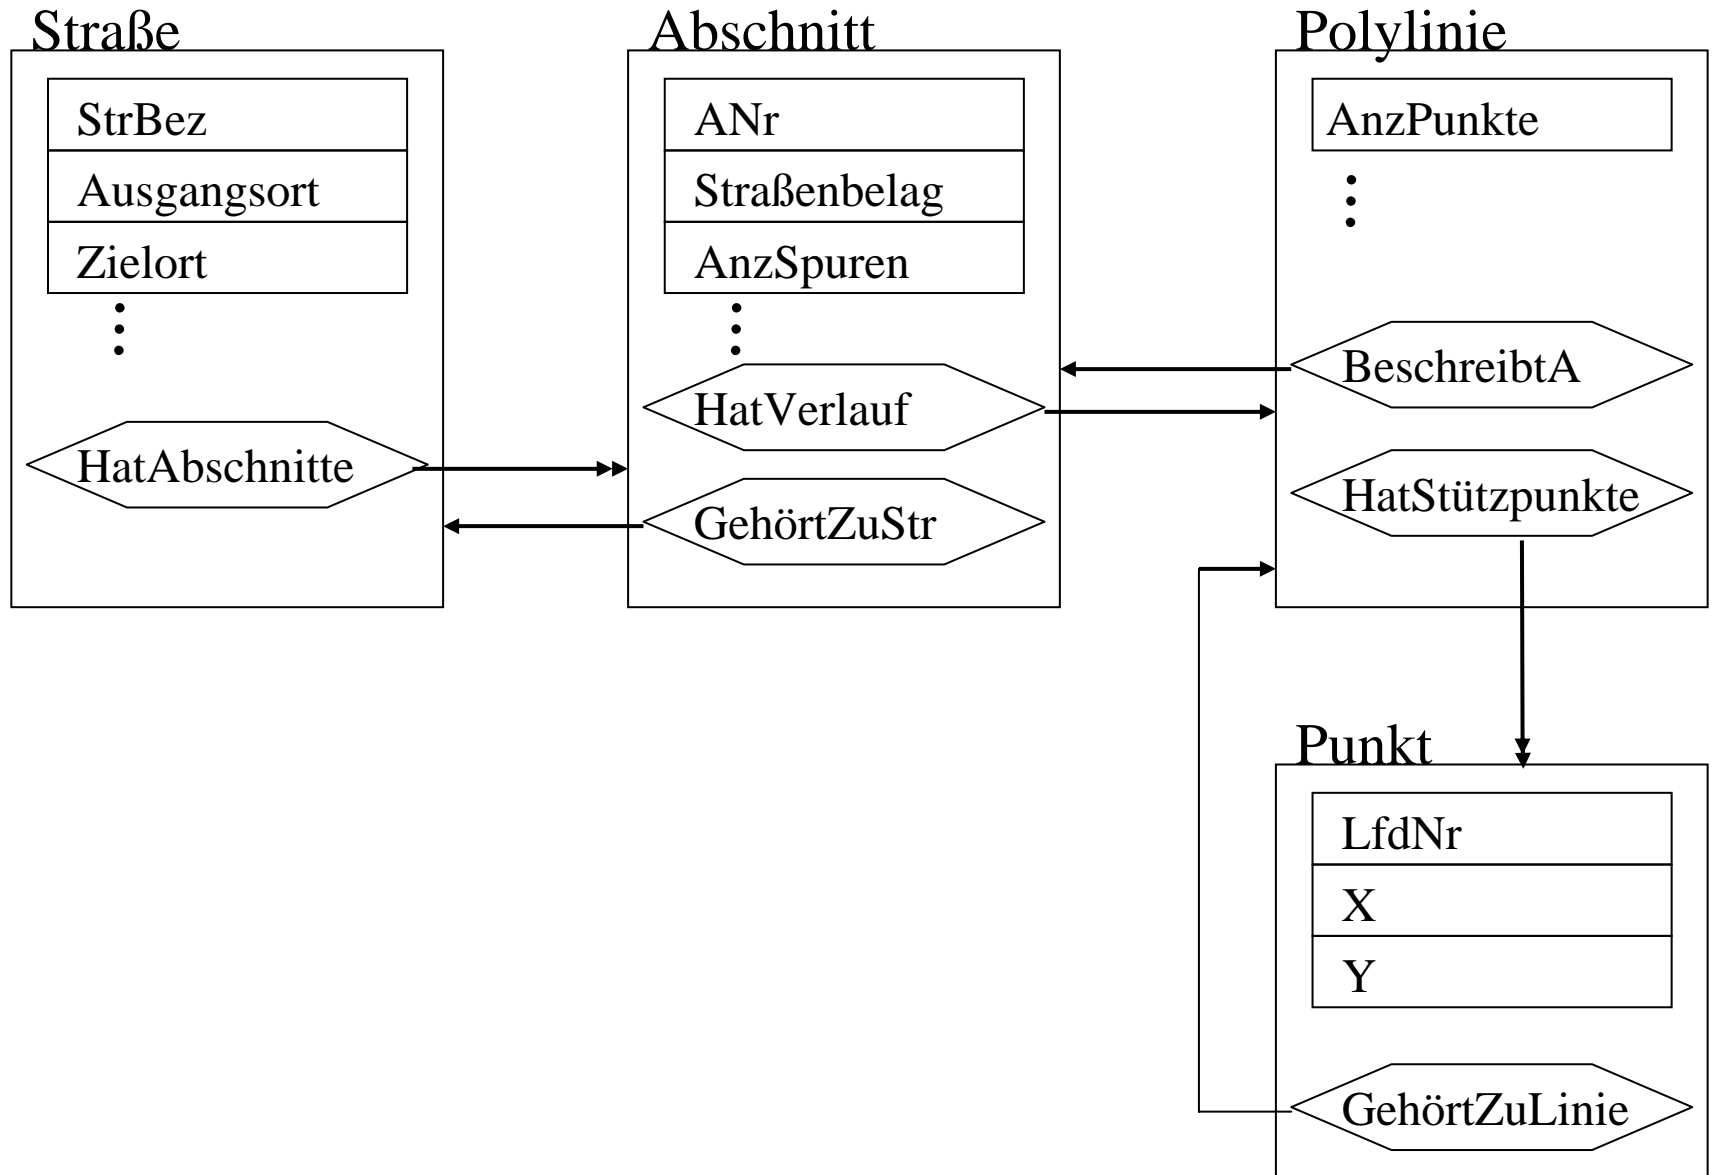 Straße
StrBez
Ausgangsort
Zielort
HatAbschnitte
Abschnitt
ANr
Straßenbelag
AnzSpuren
HatVerlauf
GehörtZuStr
Polylinie
AnzPunkte
BeschreibtA
HatStützpunkte
Punkt
LfdNr
X
Y
GehörtZuLinie